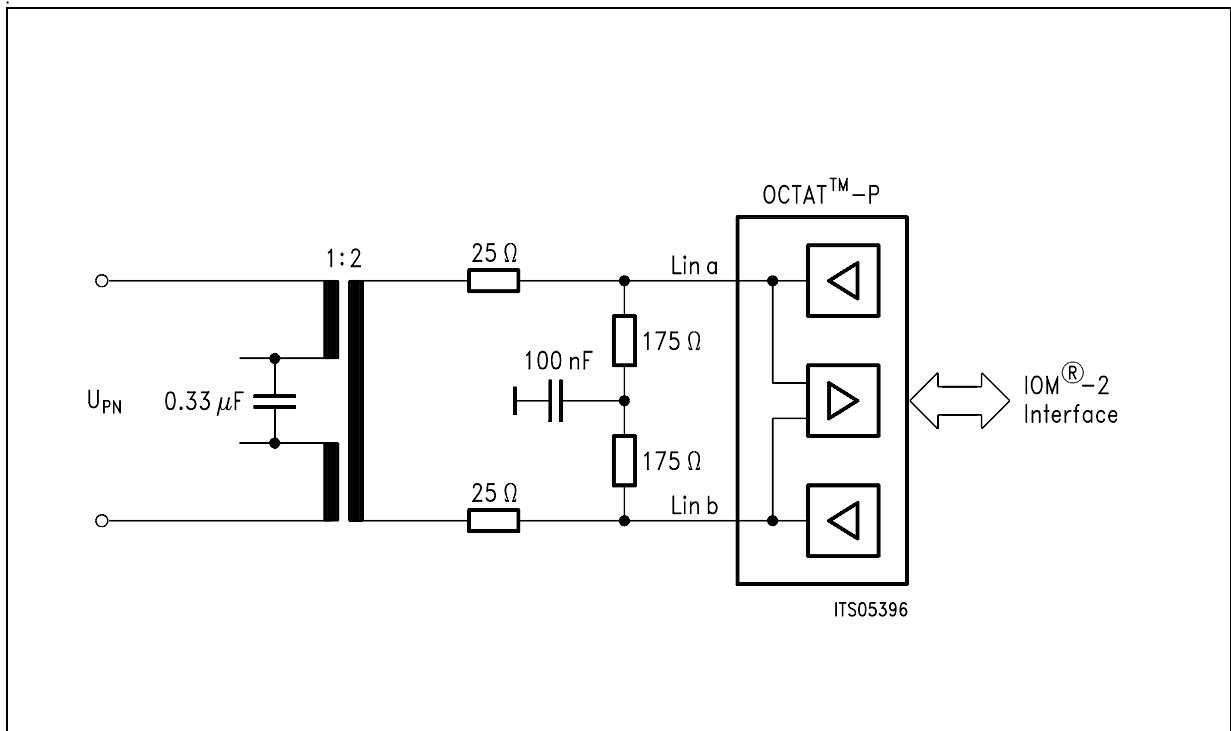 OCTAT™-P
1:2
25 Ω
Lin a
175 Ω
100 nF
U_PN
0.33 μF
IOM®-2
Interface
175 Ω
25 Ω
Lin b
ITS05396